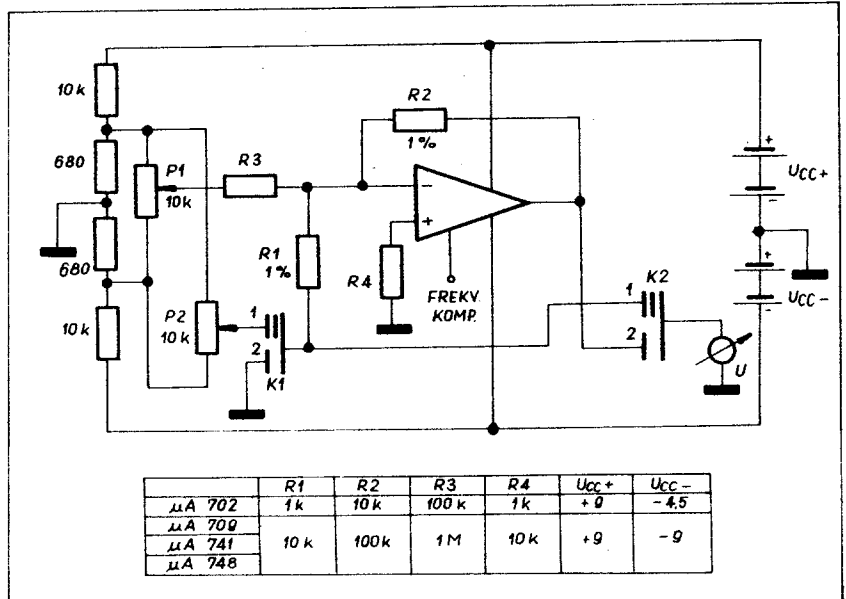 10 k
680
680
10 k
P1
10 k
P2
10 k
R3
R2
1 %
R1
1 %
R4
−
+
FREKV.
KOMP.
1
2
K1
1
2
K2
U
+
UCC+
−
+
UCC−
−
R1 R2 R3 R4 UCC+ UCC−
μA 702 1 k 10 k 100 k 1 k +9 −4,5
μA 709
μA 741 10 k 100 k 1 M 10 k +9 −9
μA 748